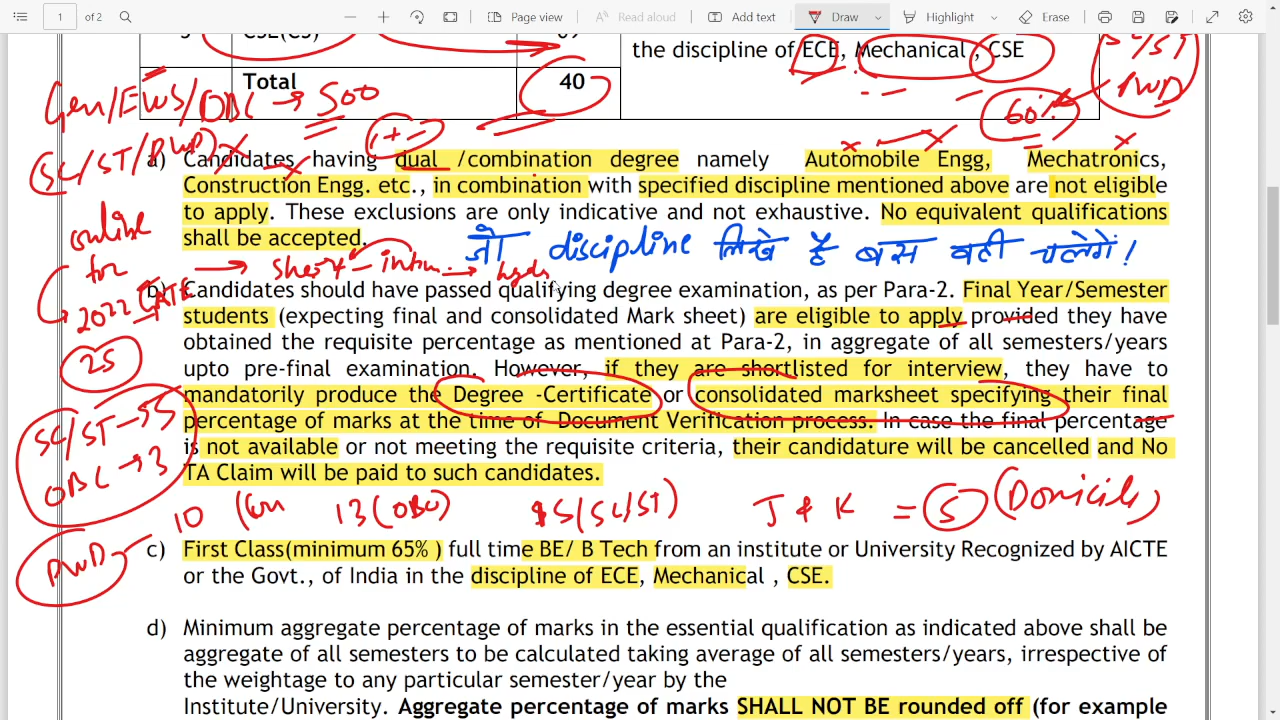 1 of 2 Page view Read aloud Add text Draw Highlight Erase
the discipline of ECE, Mechanical , CSE
Total 40
SC/ST
PWD
Gen/EWS/OBC → 500
60%
(SC/ST/PWD)
a) Candidates having dual /combination degree namely Automobile Engg, Mechatronics,
Construction Engg. etc., in combination with specified discipline mentioned above are not eligible
to apply. These exclusions are only indicative and not exhaustive. No equivalent qualifications
shall be accepted.
जो discipline लिखे है बस वही चलेगे!
online
for
2022 GATE
b) Candidates should have passed qualifying degree examination, as per Para-2. Final Year/Semester
students (expecting final and consolidated Mark sheet) are eligible to apply provided they have
obtained the requisite percentage as mentioned at Para-2, in aggregate of all semesters/years
upto pre-final examination. However, if they are shortlisted for interview, they have to
mandatorily produce the Degree -Certificate or consolidated marksheet specifying their final
percentage of marks at the time of Document Verification process. In case the final percentage
is not available or not meeting the requisite criteria, their candidature will be cancelled and No
TA Claim will be paid to such candidates.
25
SC/ST → 5
OBC → 3
PWD
10 (Gen 13 (OBC) 15 (SC/ST) J & K = 5 (Domicile)
c) First Class(minimum 65% ) full time BE/ B Tech from an institute or University Recognized by AICTE
or the Govt., of India in the discipline of ECE, Mechanical , CSE.
d) Minimum aggregate percentage of marks in the essential qualification as indicated above shall be
aggregate of all semesters to be calculated taking average of all semesters/years, irrespective of
the weightage to any particular semester/year by the
Institute/University. Aggregate percentage of marks SHALL NOT BE rounded off (for example